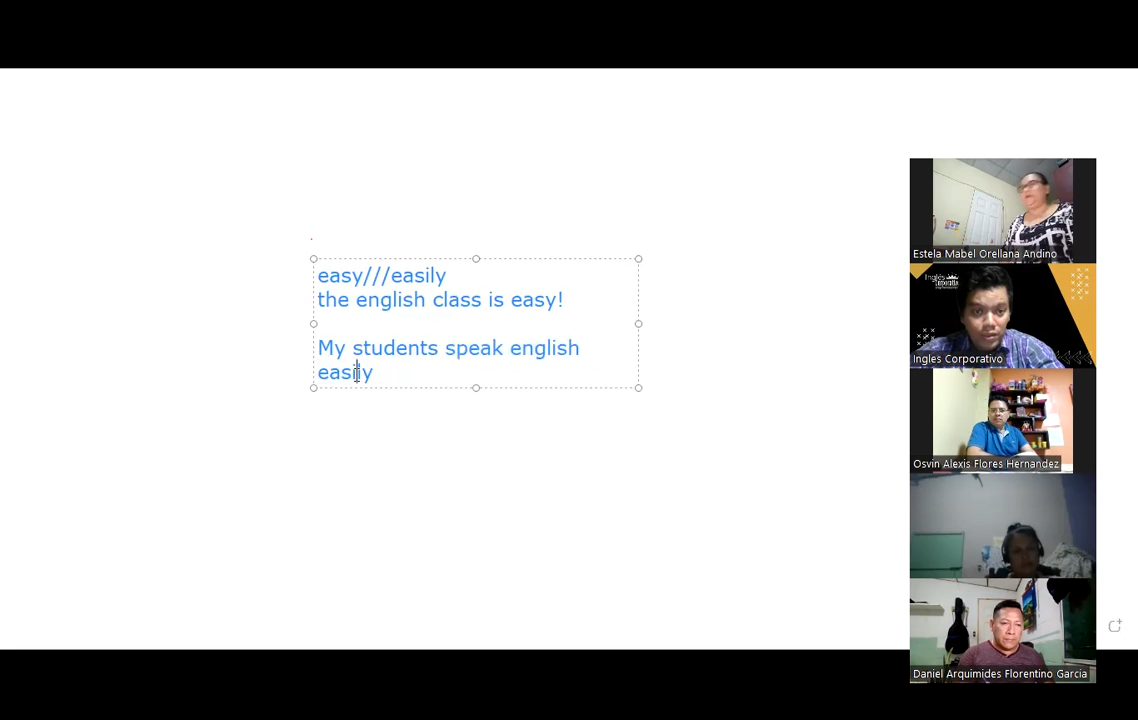 easy///easily
the english class is easy!
My students speak english
easily
Estela Mabel Orellana Andino
Inglés
Ingles Corporativo
Osvin Alexis Flores Hernandez
Daniel Arquimides Florentino Garcia